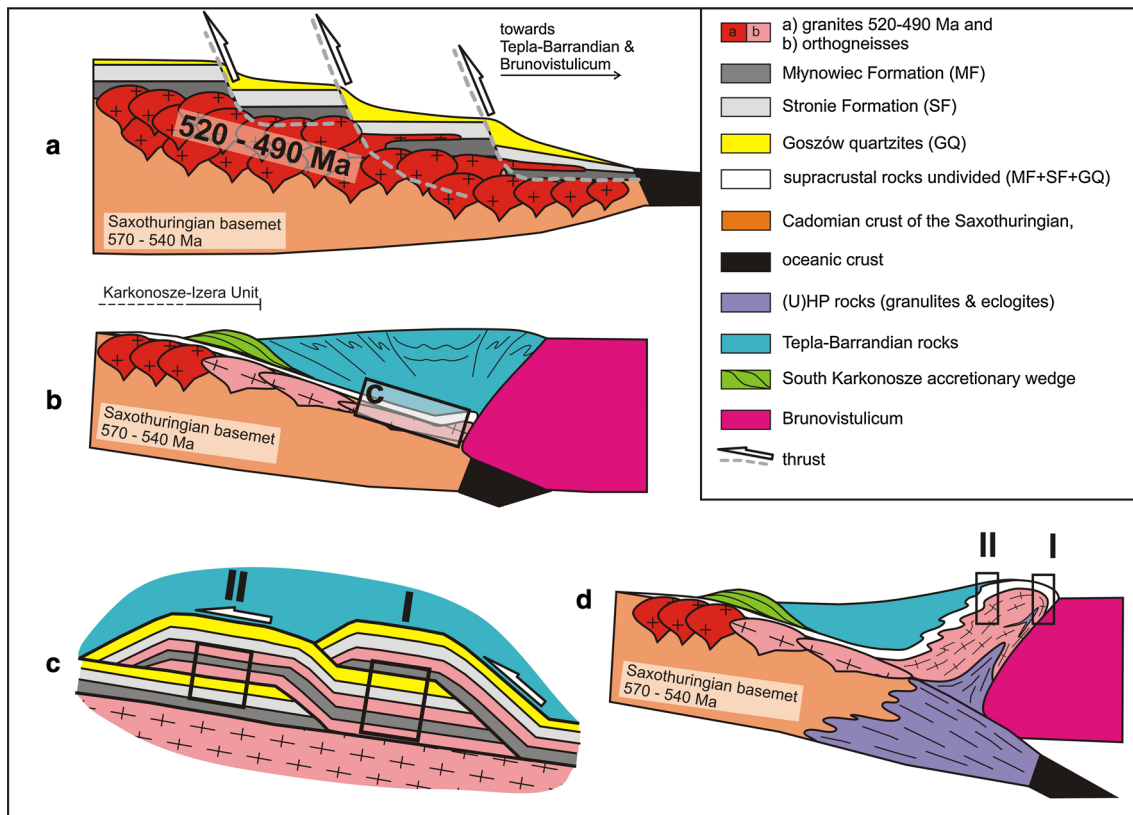 towards
Tepla-Barrandian &
Brunovistulicum
a
520 - 490 Ma
Saxothuringian basemet
570 - 540 Ma
Karkonosze-Izera Unit
b
C
Saxothuringian basemet
570 - 540 Ma
c
II
I
d
II
I
Saxothuringian basemet
570 - 540 Ma
a b
a) granites 520-490 Ma and
b) orthogneisses
Młynowiec Formation (MF)
Stronie Formation (SF)
Goszów quartzites (GQ)
supracrustal rocks undivided (MF+SF+GQ)
Cadomian crust of the Saxothuringian,
oceanic crust
(U)HP rocks (granulites & eclogites)
Tepla-Barrandian rocks
South Karkonosze accretionary wedge
Brunovistulicum
thrust